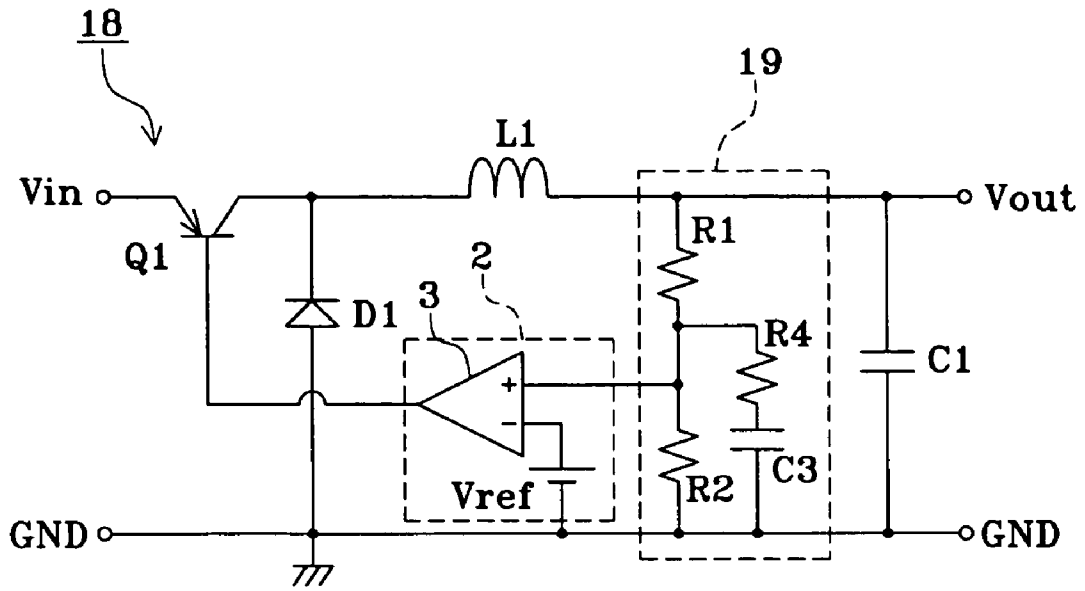 18
19
L1
Vin
Vout
R1
Q1
2
3
D1
R4
+
C1
−
C3
Vref
R2
GND
GND